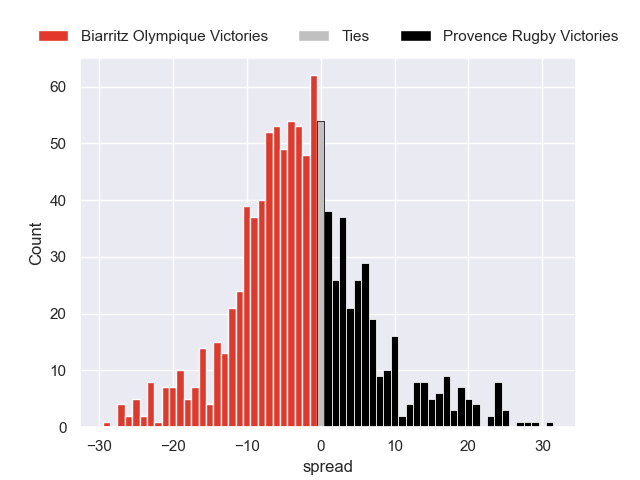 Biarritz Olympique Victories Ties Provence Rugby Victories
60
50
40
30
20
10
0
Count
−30 −20 −10 0 10 20 30
spread